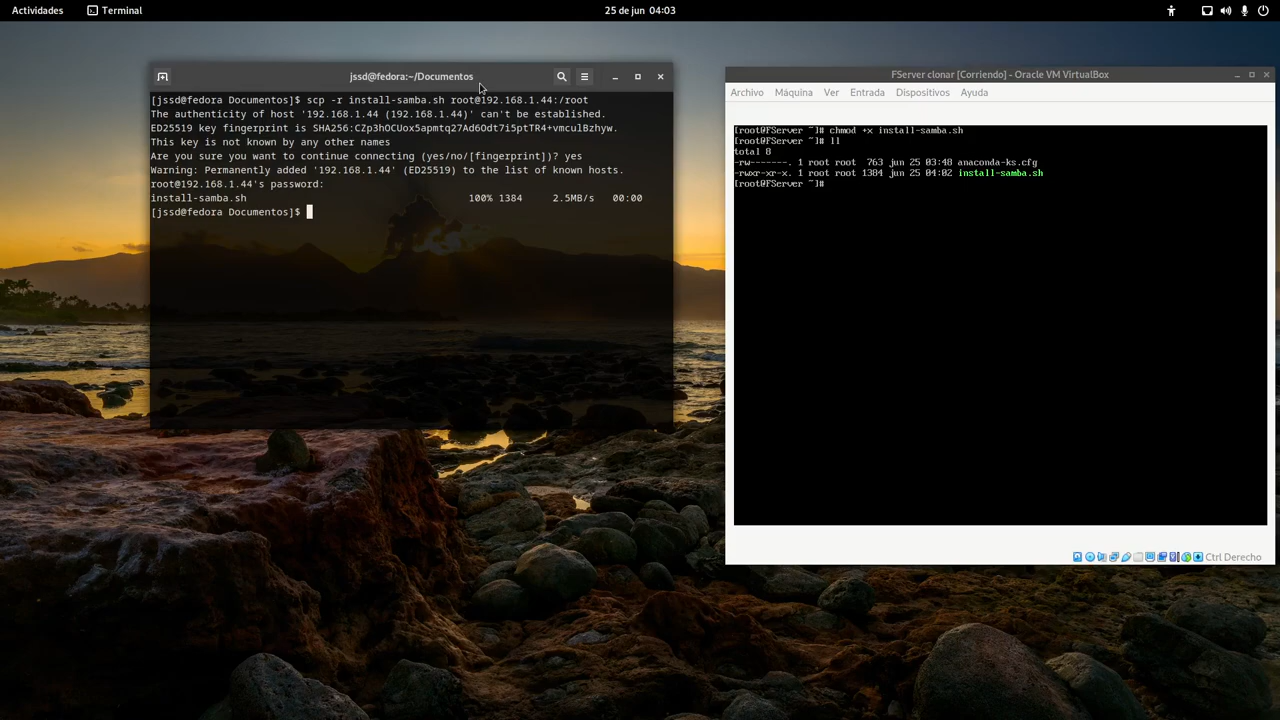 Actividades Terminal 25 de jun 04:03
jssd@fedora:~/Documentos
[jssd@fedora Documentos]$ scp -r install-samba.sh root@192.168.1.44:/root
The authenticity of host '192.168.1.44 (192.168.1.44)' can't be established.
ED25519 key fingerprint is SHA256:CZp3hOCUox5apmtq27Ad6Odt7i5ptTR4+vmculBzhyw.
This key is not known by any other names
Are you sure you want to continue connecting (yes/no/[fingerprint])? yes
Warning: Permanently added '192.168.1.44' (ED25519) to the list of known hosts.
root@192.168.1.44's password:
install-samba.sh 100% 1384 2.5MB/s 00:00
[jssd@fedora Documentos]$
FServer clonar [Corriendo] - Oracle VM VirtualBox
Archivo Máquina Ver Entrada Dispositivos Ayuda
[root@FServer ~]# chmod +x install-samba.sh
[root@FServer ~]# ll
total 8
-rw-------. 1 root root 763 jun 25 03:48 anaconda-ks.cfg
-rwxr-xr-x. 1 root root 1384 jun 25 04:02 install-samba.sh
[root@FServer ~]#
Ctrl Derecho